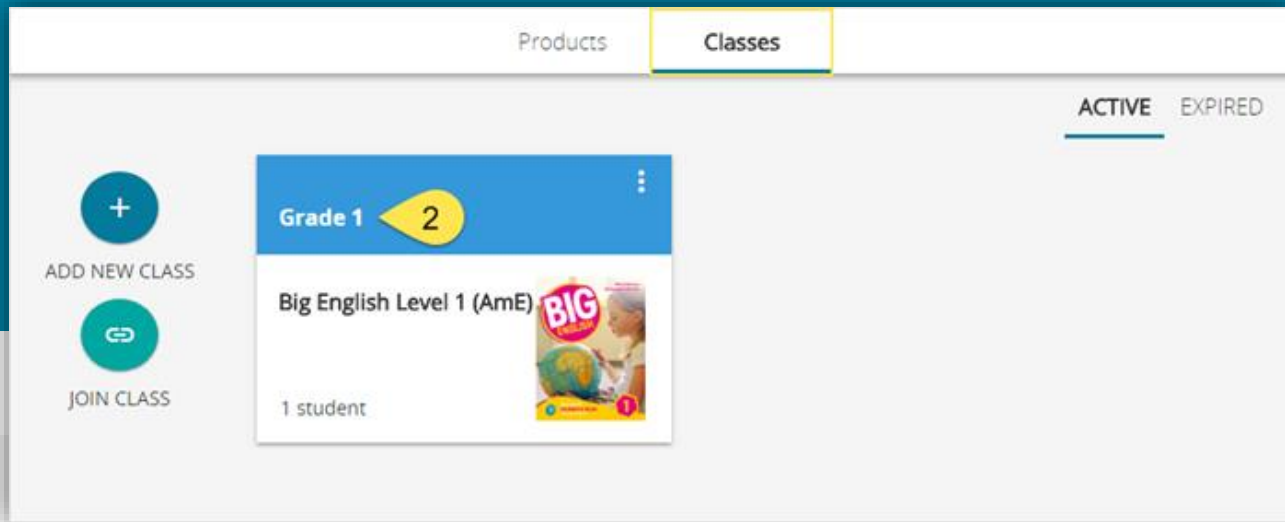 Products Classes
ACTIVE EXPIRED
+
ADD NEW CLASS
JOIN CLASS
Grade 1 2
Big English Level 1 (AmE)
BIG
ENGLISH
1
1 student